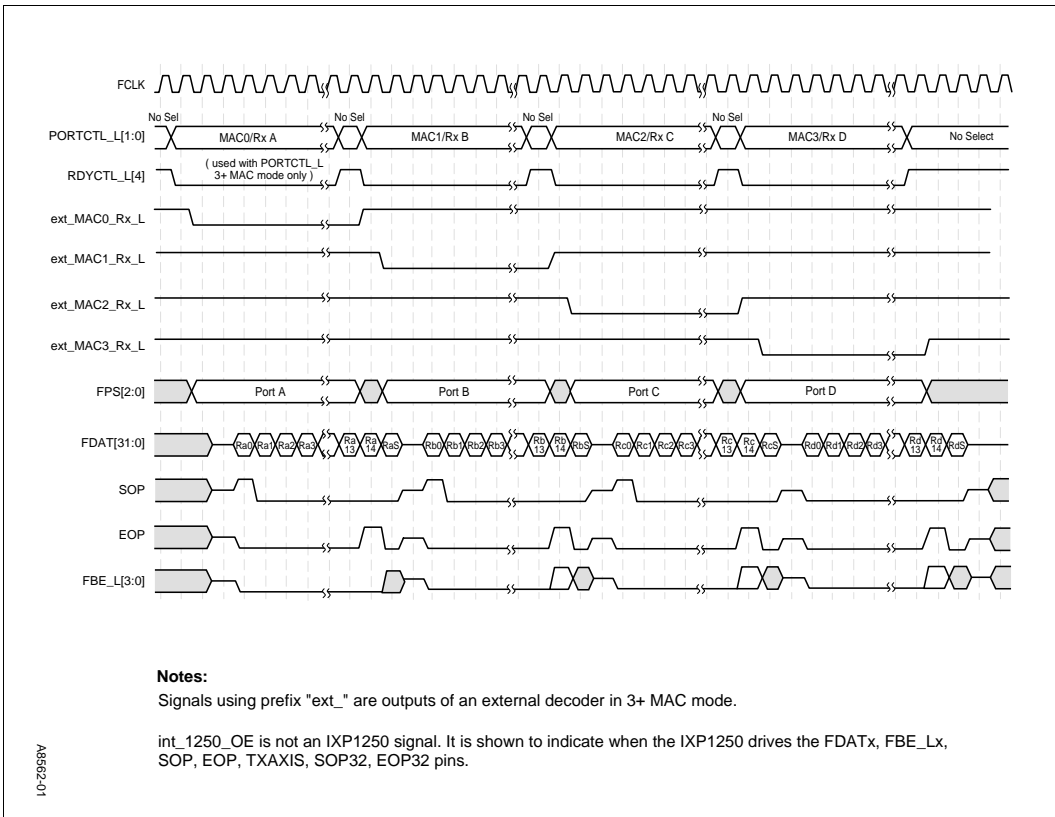 FCLK
No Sel No Sel No Sel No Sel
PORTCTL_L[1:0] MAC0/Rx A MAC1/Rx B MAC2/Rx C MAC3/Rx D No Select
RDYCTL_L[4] ( used with PORTCTL_L
3+ MAC mode only )
ext_MAC0_Rx_L
ext_MAC1_Rx_L
ext_MAC2_Rx_L
ext_MAC3_Rx_L
FPS[2:0] Port A Port B Port C Port D
FDAT[31:0] Ra0 Ra1 Ra2 Ra3 Ra 13 Ra 14 RaS Rb0 Rb1 Rb2 Rb3 Rb 13 Rb 14 RbS Rc0 Rc1 Rc2 Rc3 Rc 13 Rc 14 RcS Rd0 Rd1 Rd2 Rd3 Rd 13 Rd 14 RdS
SOP
EOP
FBE_L[3:0]
Notes:
Signals using prefix "ext_" are outputs of an external decoder in 3+ MAC mode.
int_1250_OE is not an IXP1250 signal. It is shown to indicate when the IXP1250 drives the FDATx, FBE_Lx,
SOP, EOP, TXAXIS, SOP32, EOP32 pins.
A8562-01